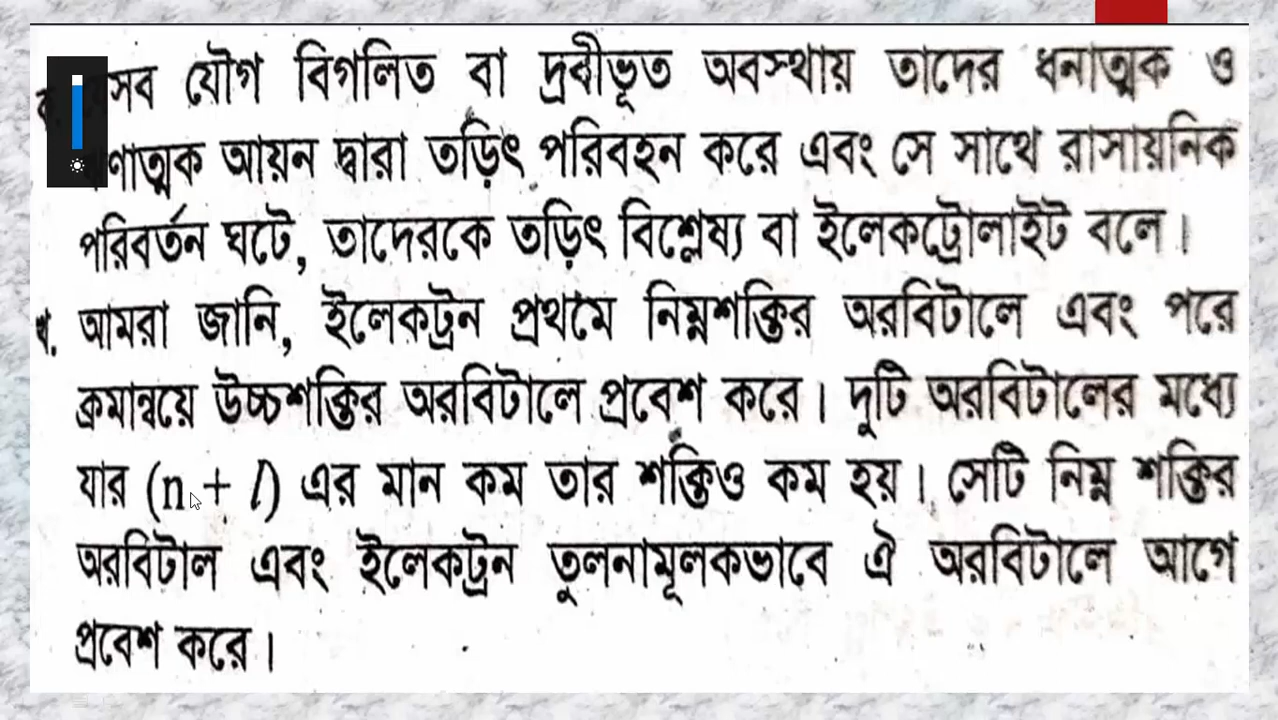 যৌগ বিগলিত বা দ্রবীভূত অবস্থায় তাদের ধনাত্মক ও
আয়ন দ্বারা তড়িৎ পরিবহন করে এবং সে সাথে রাসায়নিক
পরিবর্তন ঘটে, তাদেরকে তড়িৎ বিশ্লেষ্য বা ইলেকট্রোলাইট বলে।
খ. আমরা জানি, ইলেকট্রন প্রথমে নিম্নশক্তির অরবিটালে এবং পরে
ক্রমান্বয়ে উচ্চশক্তির অরবিটালে প্রবেশ করে। দুটি অরবিটালের মধ্যে
যার (n + l) এর মান কম তার শক্তিও কম হয়। সেটি নিম্ন শক্তির
অরবিটাল এবং ইলেকট্রন তুলনামূলকভাবে ঐ অরবিটালে আগে
প্রবেশ করে।